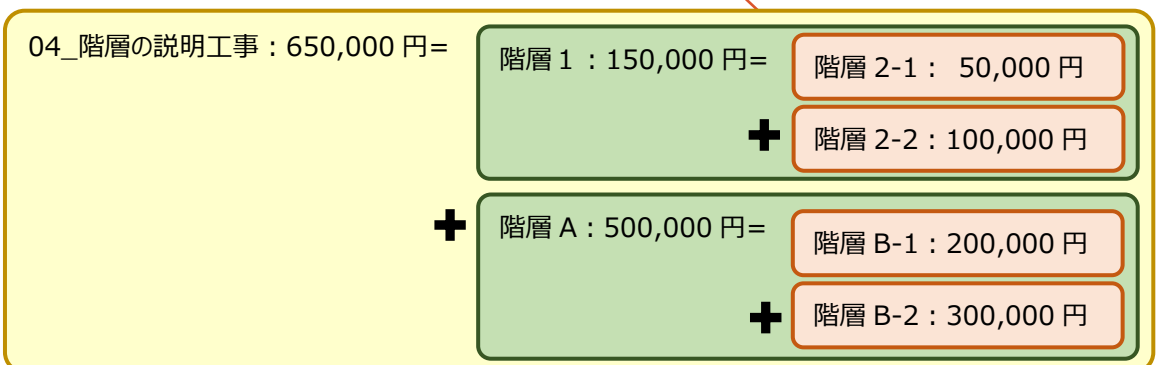 04_階層の説明工事：650,000 円=
階層 1 ：150,000 円=
階層 2-1： 50,000 円
+
階層 2-2：100,000 円
+
階層 A：500,000 円=
階層 B-1：200,000 円
+
階層 B-2：300,000 円